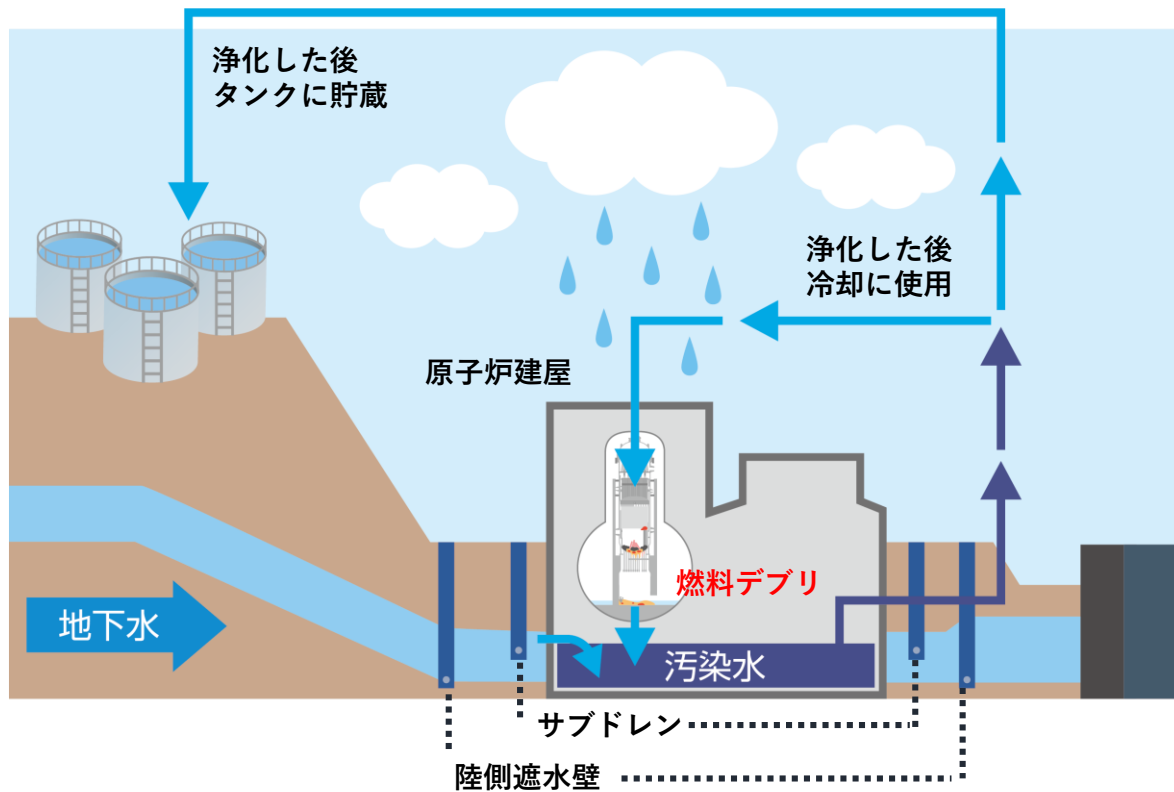 浄化した後
タンクに貯蔵
浄化した後
冷却に使用
原子炉建屋
燃料デブリ
地下水
汚染水
サブドレン
陸側遮水壁